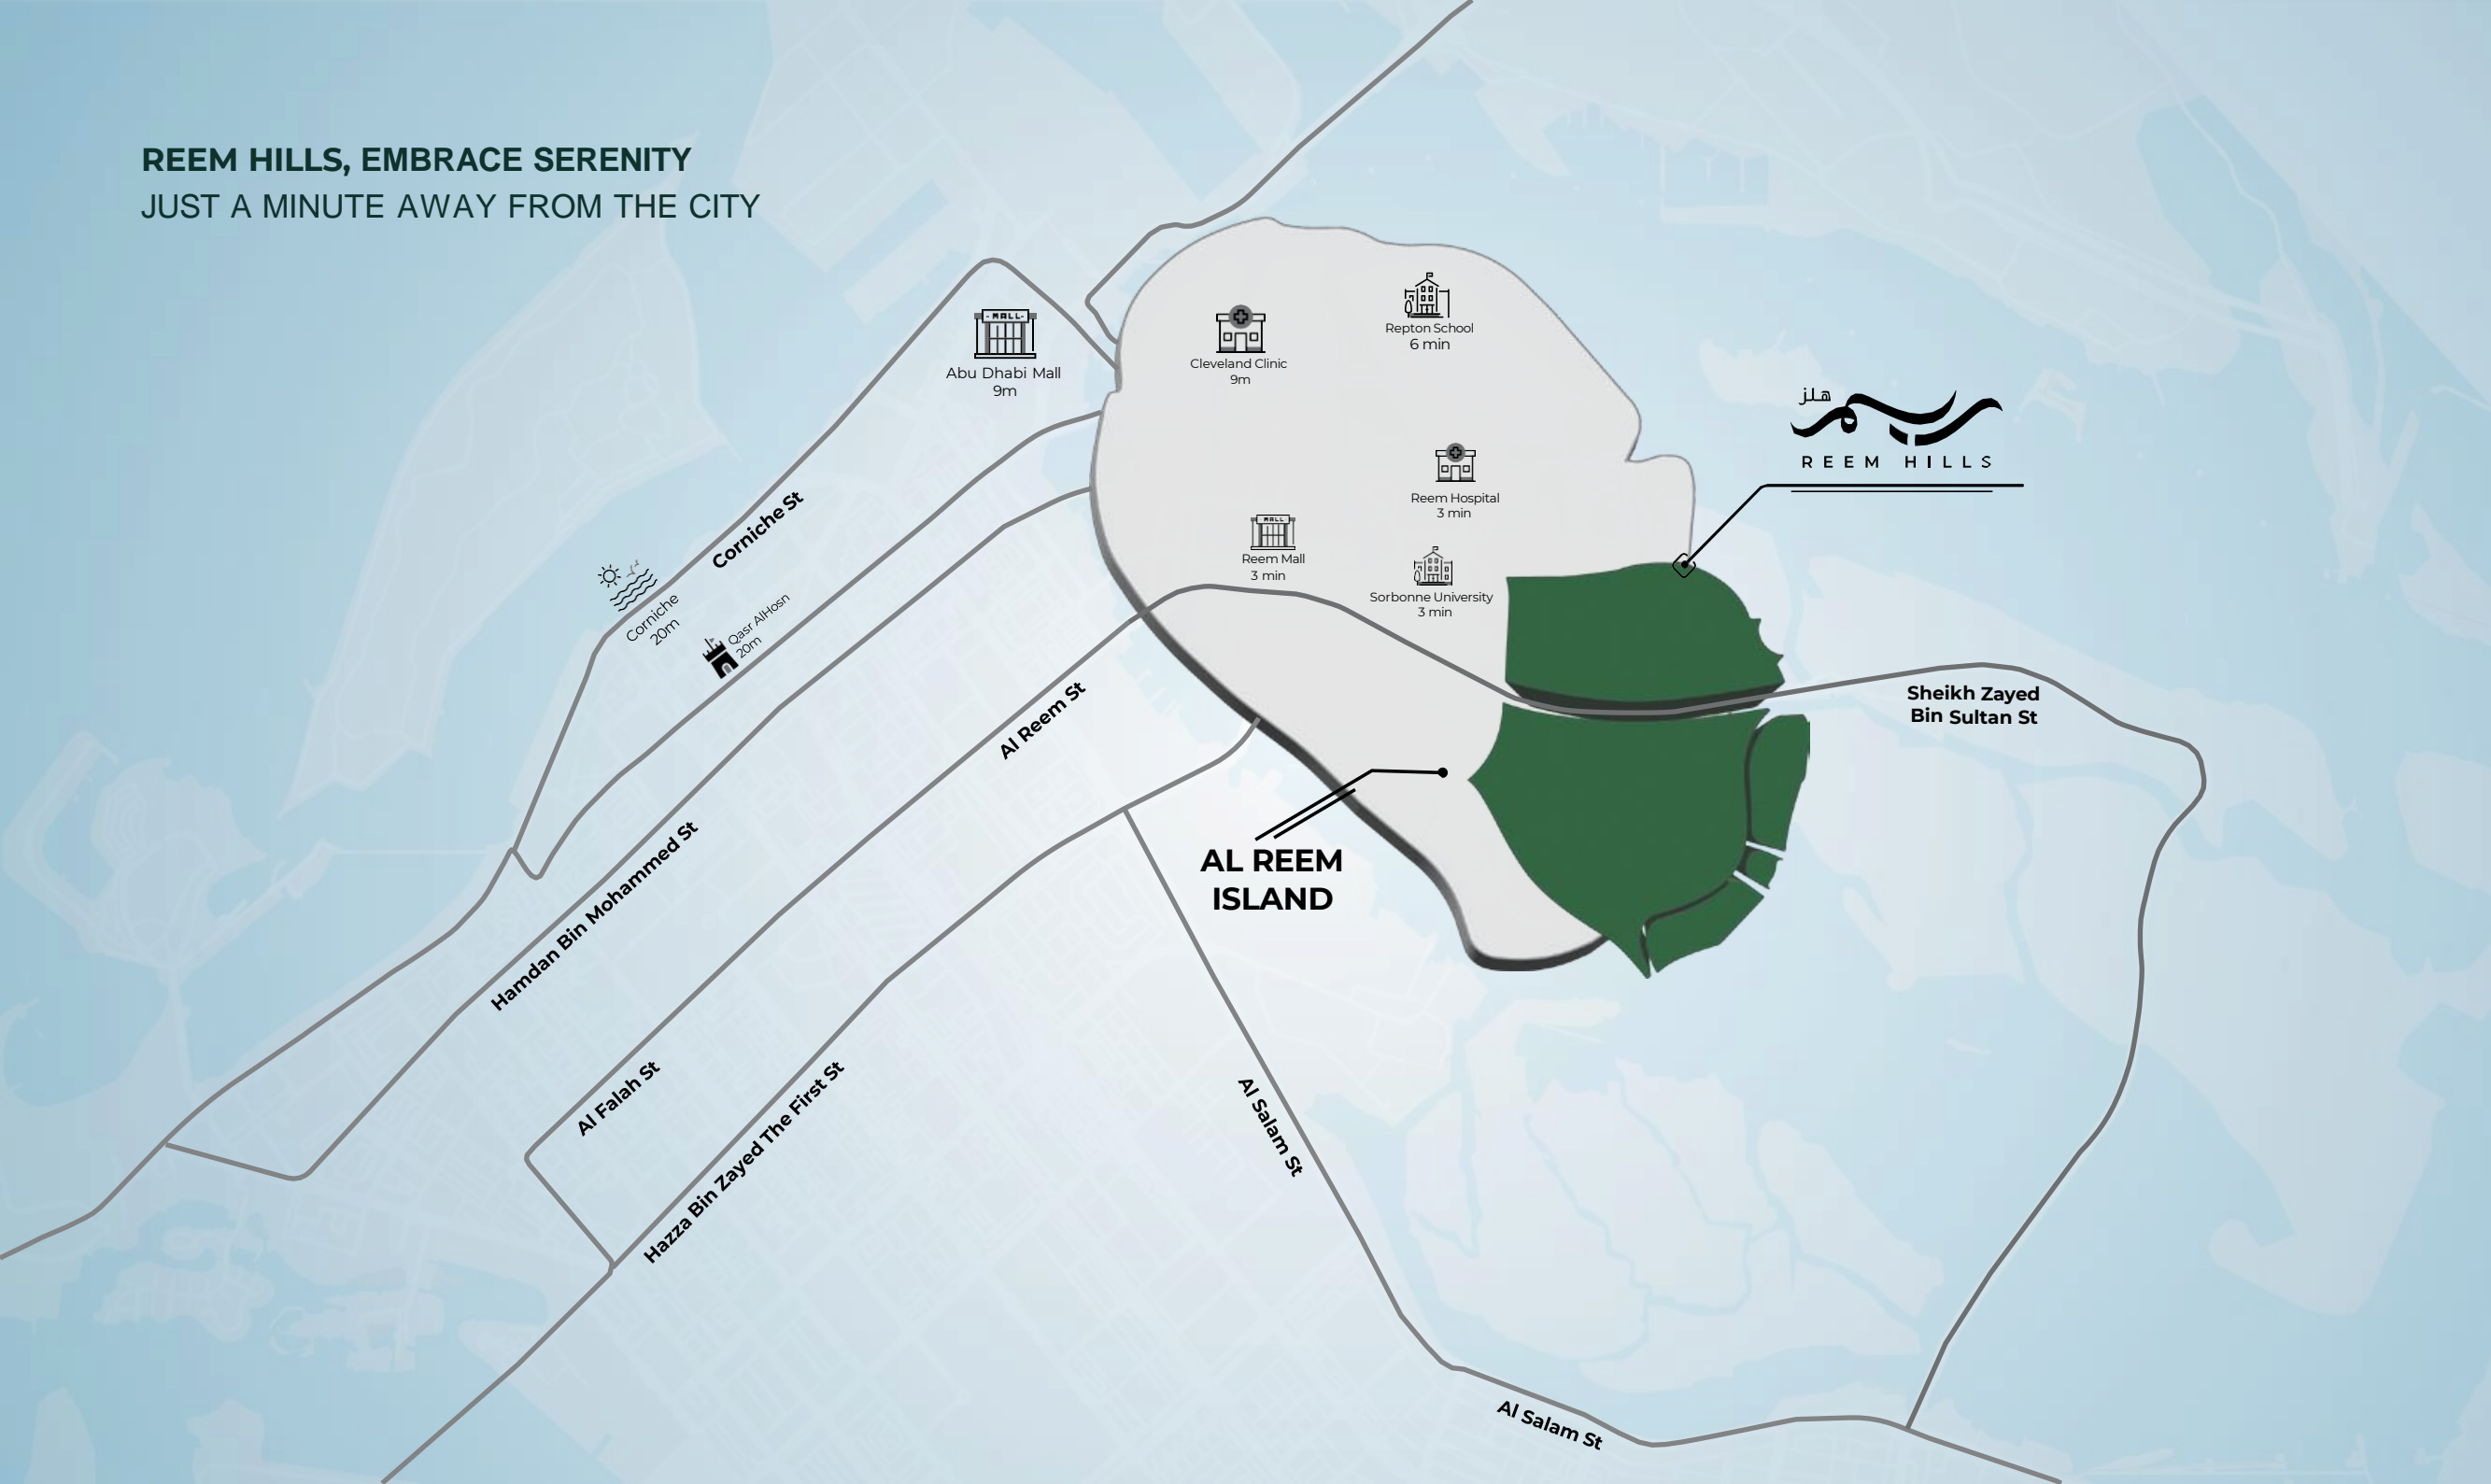 REEM HILLS, EMBRACE SERENITY
JUST A MINUTE AWAY FROM THE CITY
MALL
Abu Dhabi Mall
9m
Cleveland Clinic
9m
Repton School
6 min
هلز
ريم
REEM HILLS
Reem Hospital
3 min
MALL
Reem Mall
3 min
Sorbonne University
3 min
Corniche St
Corniche
20m
Qasr AlHosn
20m
Al Reem St
Sheikh Zayed
Bin Sultan St
AL REEM
ISLAND
Hamdan Bin Mohammed St
Al Falah St
Hazza Bin Zayed The First St
Al Salam St
Al Salam St